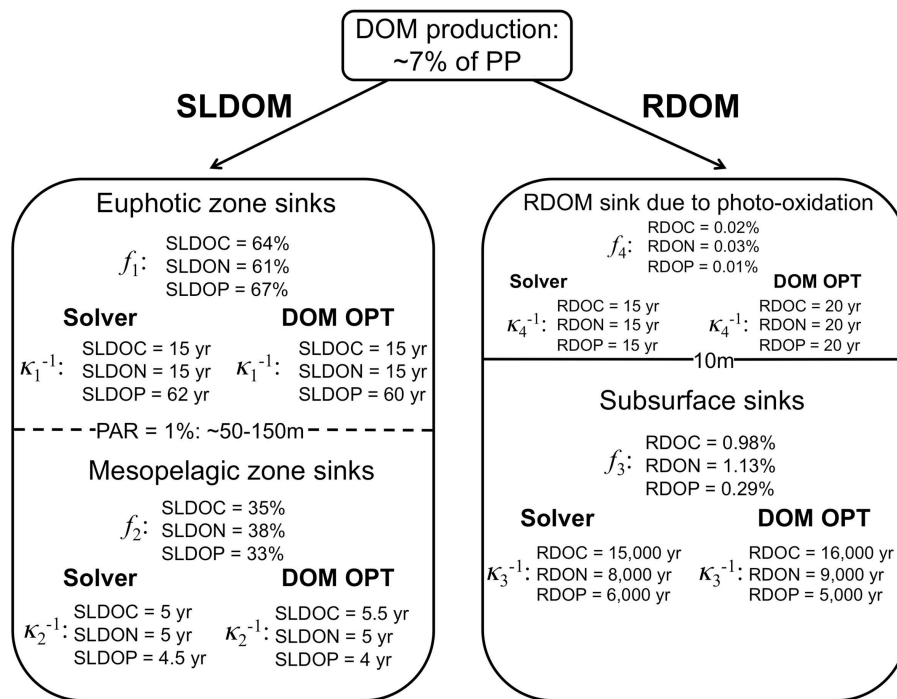 DOM production:
~7% of PP
SLDOM
RDOM
Euphotic zone sinks
f₁:
SLDOC = 64%
SLDON = 61%
SLDOP = 67%
Solver
κ₁⁻¹:
SLDOC = 15 yr
SLDON = 15 yr
SLDOP = 62 yr
DOM OPT
κ₁⁻¹:
SLDOC = 15 yr
SLDON = 15 yr
SLDOP = 60 yr
PAR = 1%: ~50-150m
Mesopelagic zone sinks
f₂:
SLDOC = 35%
SLDON = 38%
SLDOP = 33%
Solver
κ₂⁻¹:
SLDOC = 5 yr
SLDON = 5 yr
SLDOP = 4.5 yr
DOM OPT
κ₂⁻¹:
SLDOC = 5.5 yr
SLDON = 5 yr
SLDOP = 4 yr
RDOM sink due to photo-oxidation
f₄:
RDOC = 0.02%
RDON = 0.03%
RDOP = 0.01%
Solver
κ₄⁻¹:
RDOC = 15 yr
RDON = 15 yr
RDOP = 15 yr
DOM OPT
κ₄⁻¹:
RDOC = 20 yr
RDON = 20 yr
RDOP = 20 yr
10m
Subsurface sinks
f₃:
RDOC = 0.98%
RDON = 1.13%
RDOP = 0.29%
Solver
κ₃⁻¹:
RDOC = 15,000 yr
RDON = 8,000 yr
RDOP = 6,000 yr
DOM OPT
κ₃⁻¹:
RDOC = 16,000 yr
RDON = 9,000 yr
RDOP = 5,000 yr